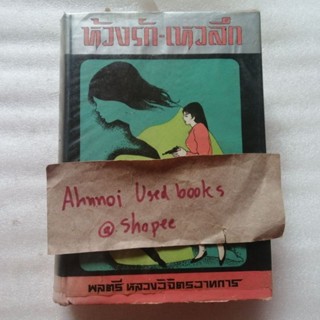 ห้วงรัก-เหวลึก
Ahnnoi Used books
@ Shopee
พลตรี หลวงวิจิตรวาทการ